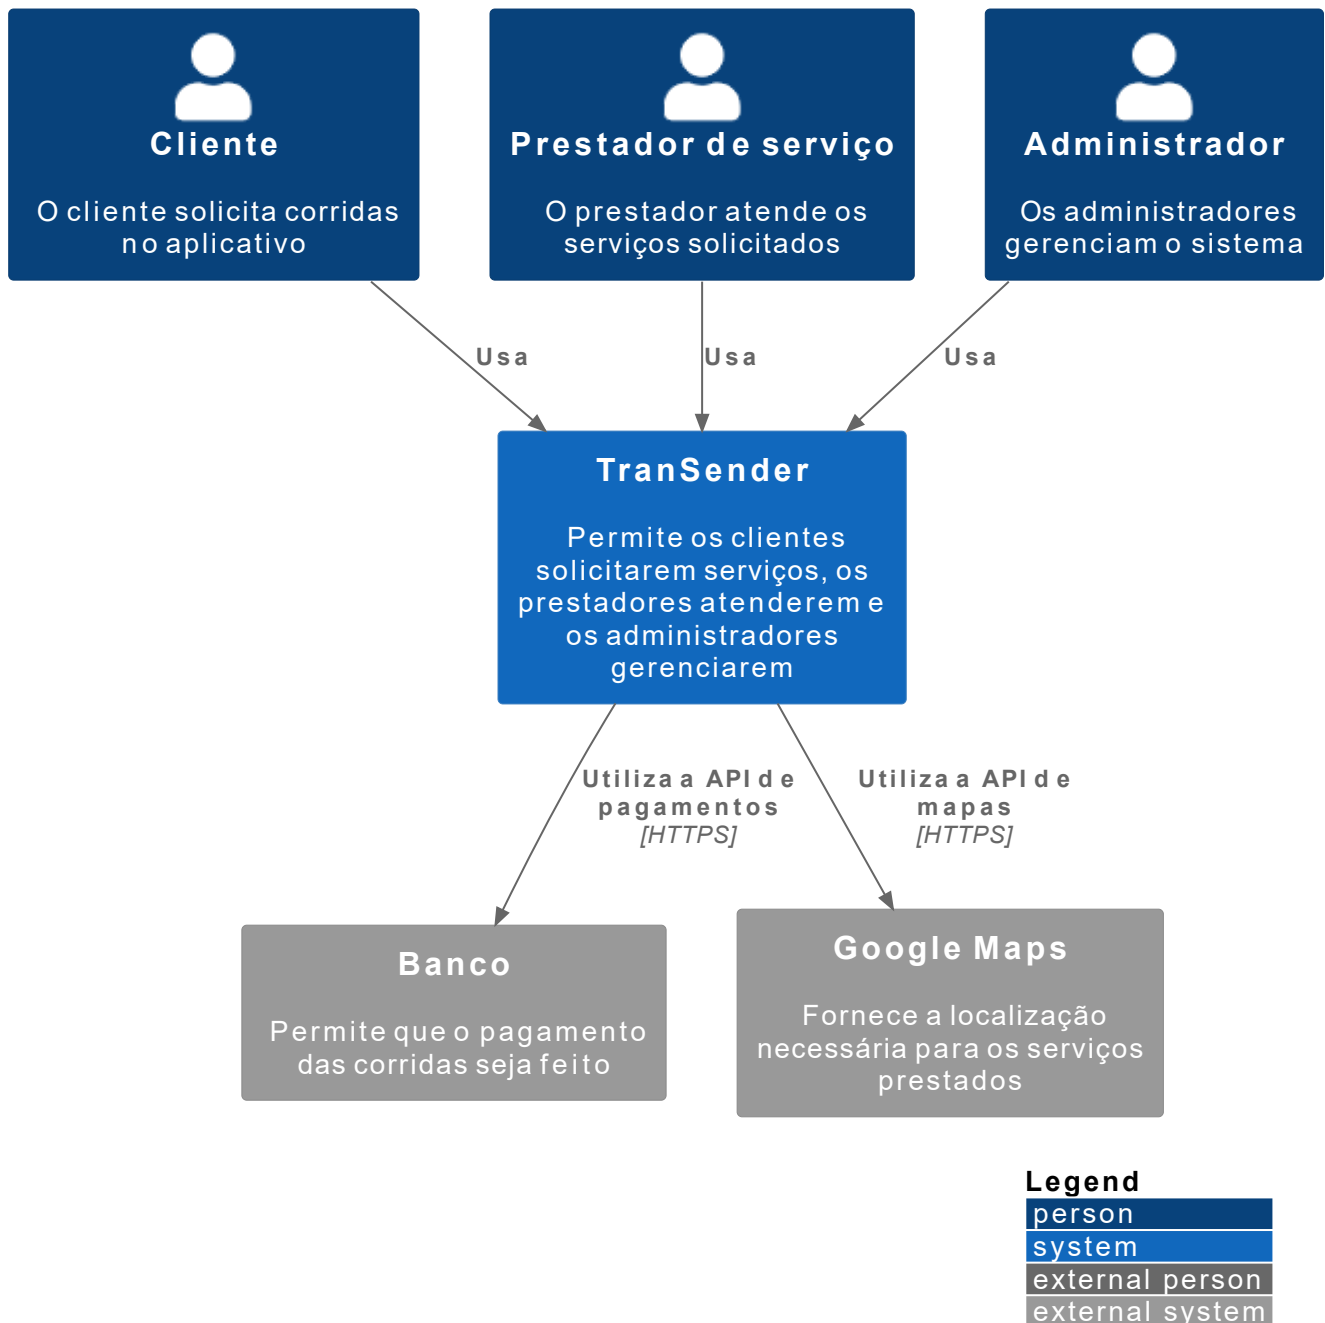 Cliente
O cliente solicita corridas
no aplicativo
Prestador de serviço
O prestador atende os
serviços solicitados
Administrador
Os administradores
gerenciam o sistema
Usa
Usa
Usa
TranSender
Permite os clientes
solicitarem serviços, os
prestadores atenderem e
os administradores
gerenciarem
Utiliza a API de
pagamentos
[HTTPS]
Utiliza a API de
mapas
[HTTPS]
Banco
Permite que o pagamento
das corridas seja feito
Google Maps
Fornece a localização
necessária para os serviços
prestados
Legend
person
system
external person
external system